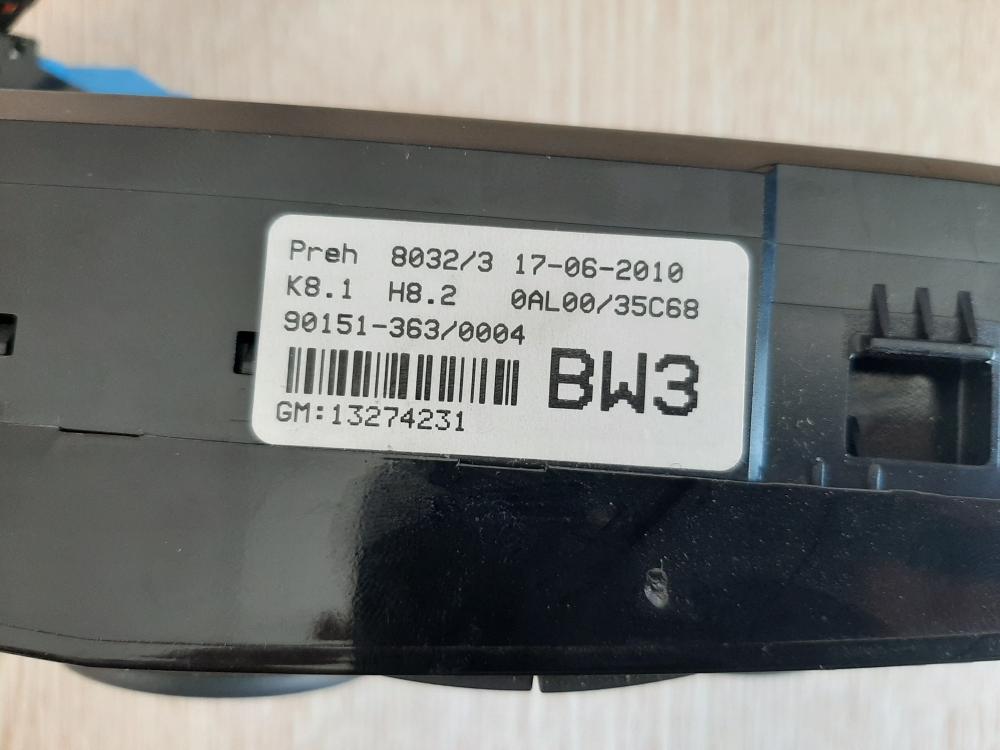 Preh 8032/3 17-06-2010
K8.1 H8.2 0AL00/35C68
90151-363/0004
BW3
GM:13274231